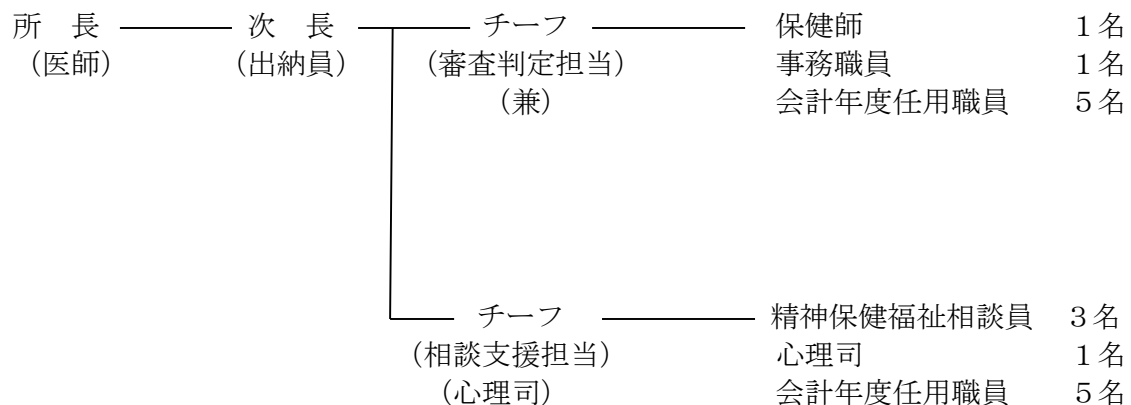 所　長 次　長 チーフ 保健師 １名
（医師） （出納員） （審査判定担当） 事務職員 １名
（兼） 会計年度任用職員 ５名
チーフ 精神保健福祉相談員 ３名
（相談支援担当） 心理司 １名
（心理司） 会計年度任用職員 ５名